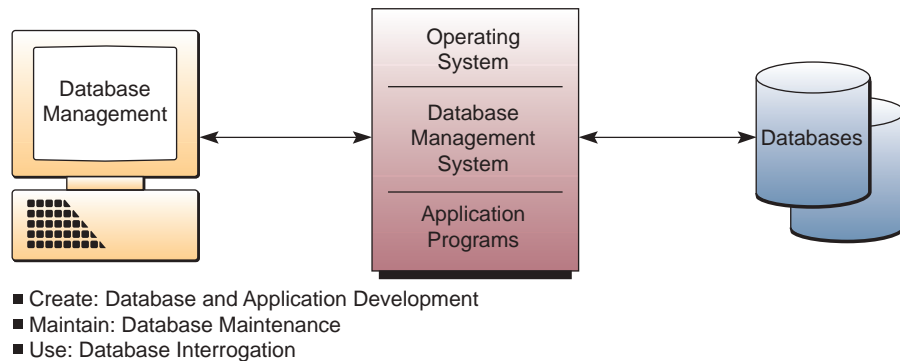 Database
Management
Operating
System
Database
Management
System
Application
Programs
Databases
■ Create: Database and Application Development
■ Maintain: Database Maintenance
■ Use: Database Interrogation